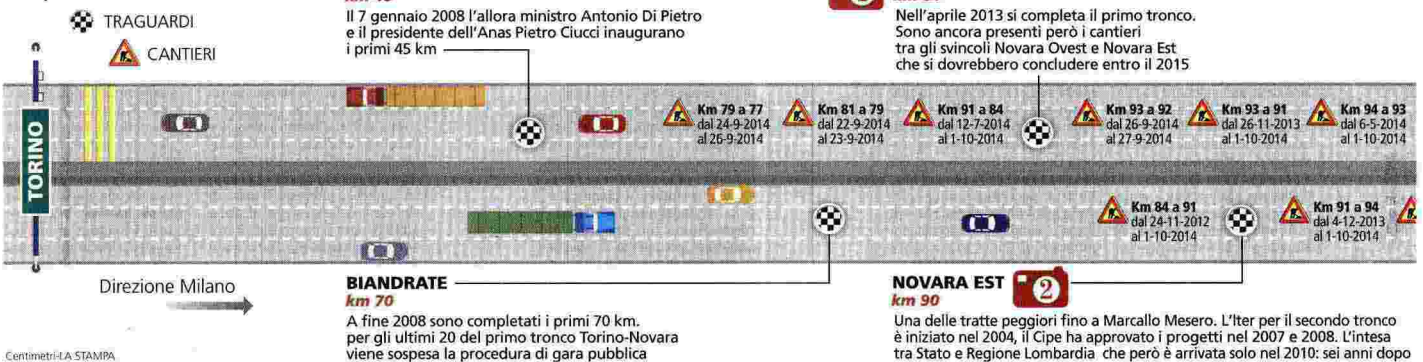 TRAGUARDI
CANTIERI
Il 7 gennaio 2008 l'allora ministro Antonio Di Pietro
e il presidente dell'Anas Pietro Ciucci inaugurano
i primi 45 km
Nell'aprile 2013 si completa il primo tronco.
Sono ancora presenti però i cantieri
tra gli svincoli Novara Ovest e Novara Est
che si dovrebbero concludere entro il 2015
TORINO
Km 79 a 77
dal 24-9-2014
al 26-9-2014
Km 81 a 79
dal 22-9-2014
al 23-9-2014
Km 91 a 84
dal 12-7-2014
al 1-10-2014
Km 93 a 92
dal 26-9-2014
al 27-9-2014
Km 93 a 91
dal 26-11-2013
al 1-10-2014
Km 94 a 93
dal 6-5-2014
al 1-10-2014
Km 84 a 91
dal 24-11-2012
al 1-10-2014
Km 91 a 94
dal 4-12-2013
al 1-10-2014
Direzione Milano
BIANDRATE
km 70
A fine 2008 sono completati i primi 70 km.
per gli ultimi 20 del primo tronco Torino-Novara
viene sospesa la procedura di gara pubblica
NOVARA EST
2
km 90
Una delle tratte peggiori fino a Marcallo Mesero. L'Iter per il secondo tronco
è iniziato nel 2004, il Cipe ha approvato i progetti nel 2007 e 2008. L'intesa
tra Stato e Regione Lombardia che però è arrivata solo nel 2010: sei anni dopo
Centimetri-LA STAMPA